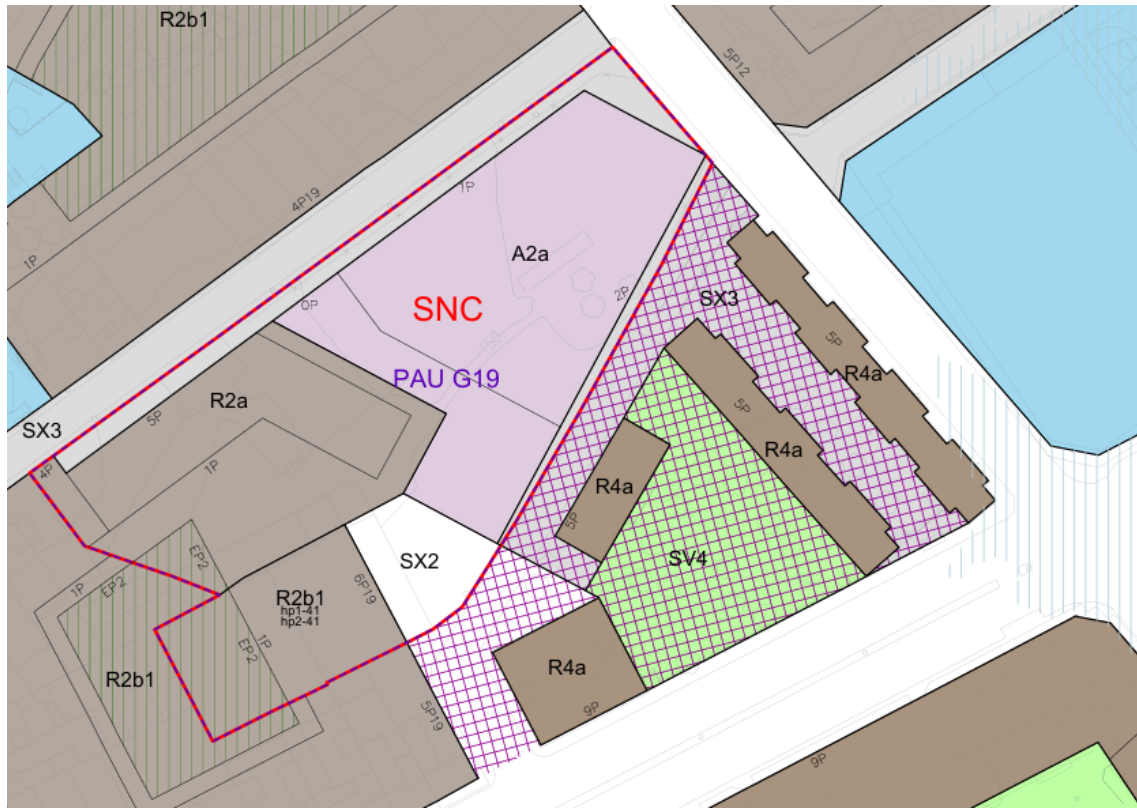 R2b1
5P12
4P19
1P
1P
A2a
0P
2P
SNC
SX3
150
PAU G19
5P
R4a
R2a
5P
5P
SX3
1P
R4a
4P
R4a
5P
SX2
SV4
EP2
1P
EP2
6P19
R2b1
hp1-41
hp2-41
1P
EP2
R2b1
R4a
5P19
9P
9P